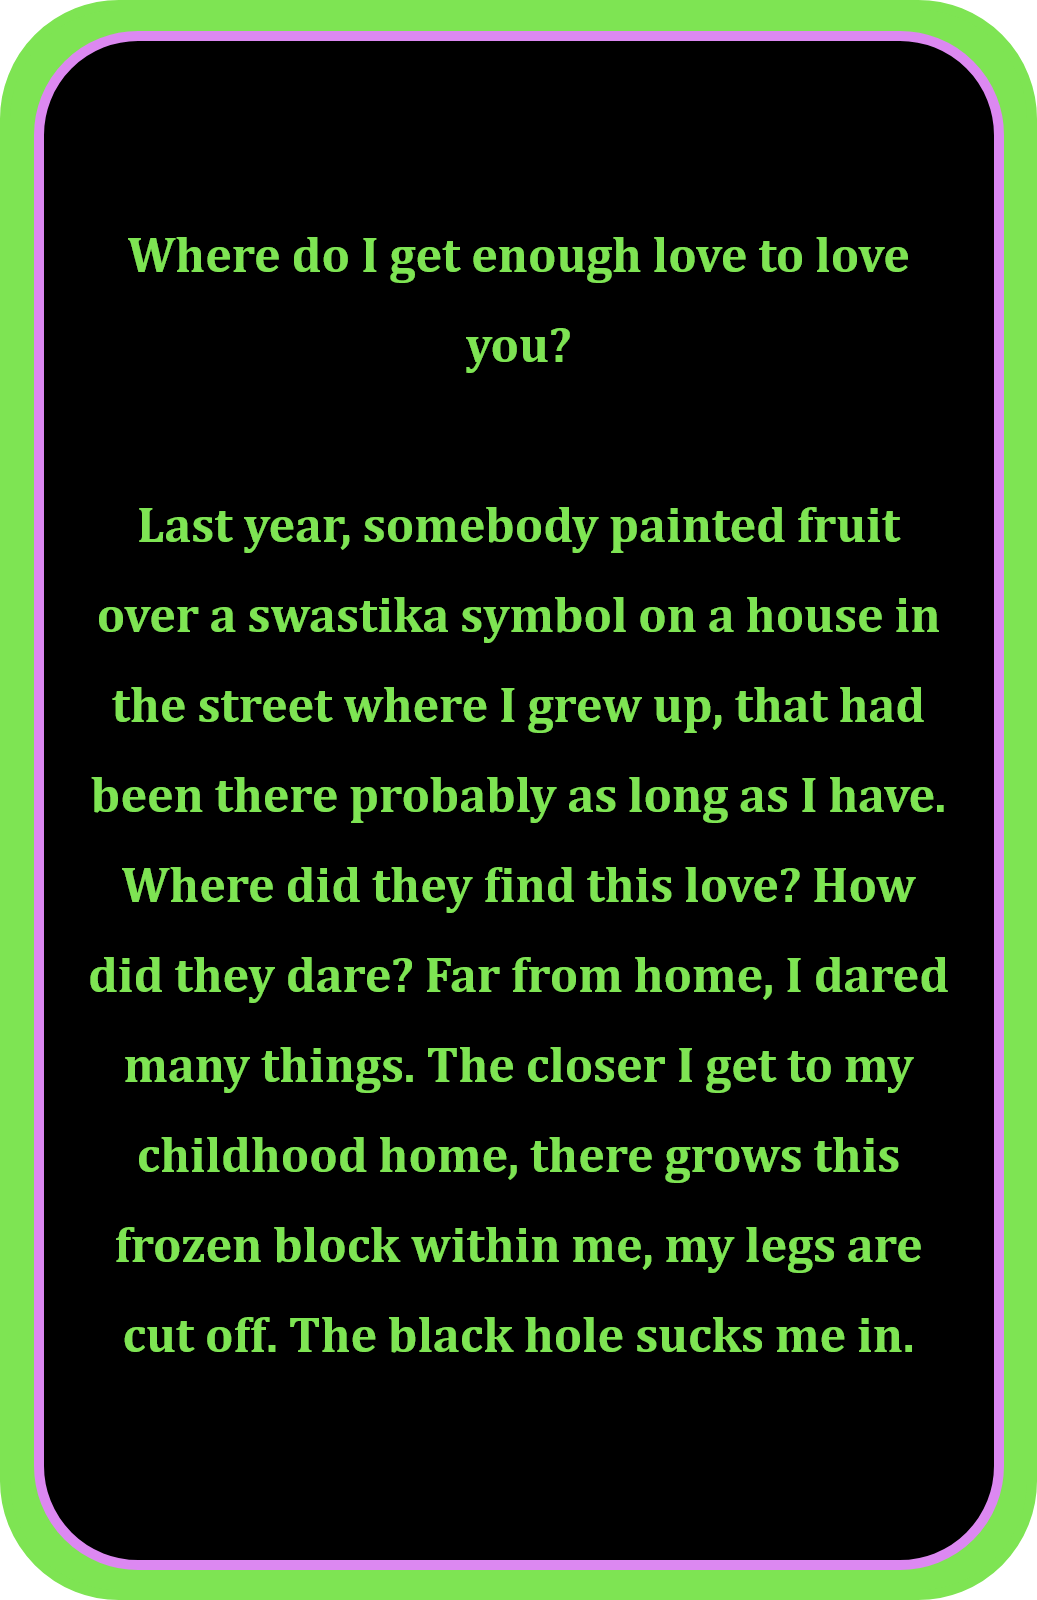 Where do I get enough love to love
you?
Last year, somebody painted fruit
over a swastika symbol on a house in
the street where I grew up, that had
been there probably as long as I have.
Where did they find this love? How
did they dare? Far from home, I dared
many things. The closer I get to my
childhood home, there grows this
frozen block within me, my legs are
cut off. The black hole sucks me in.